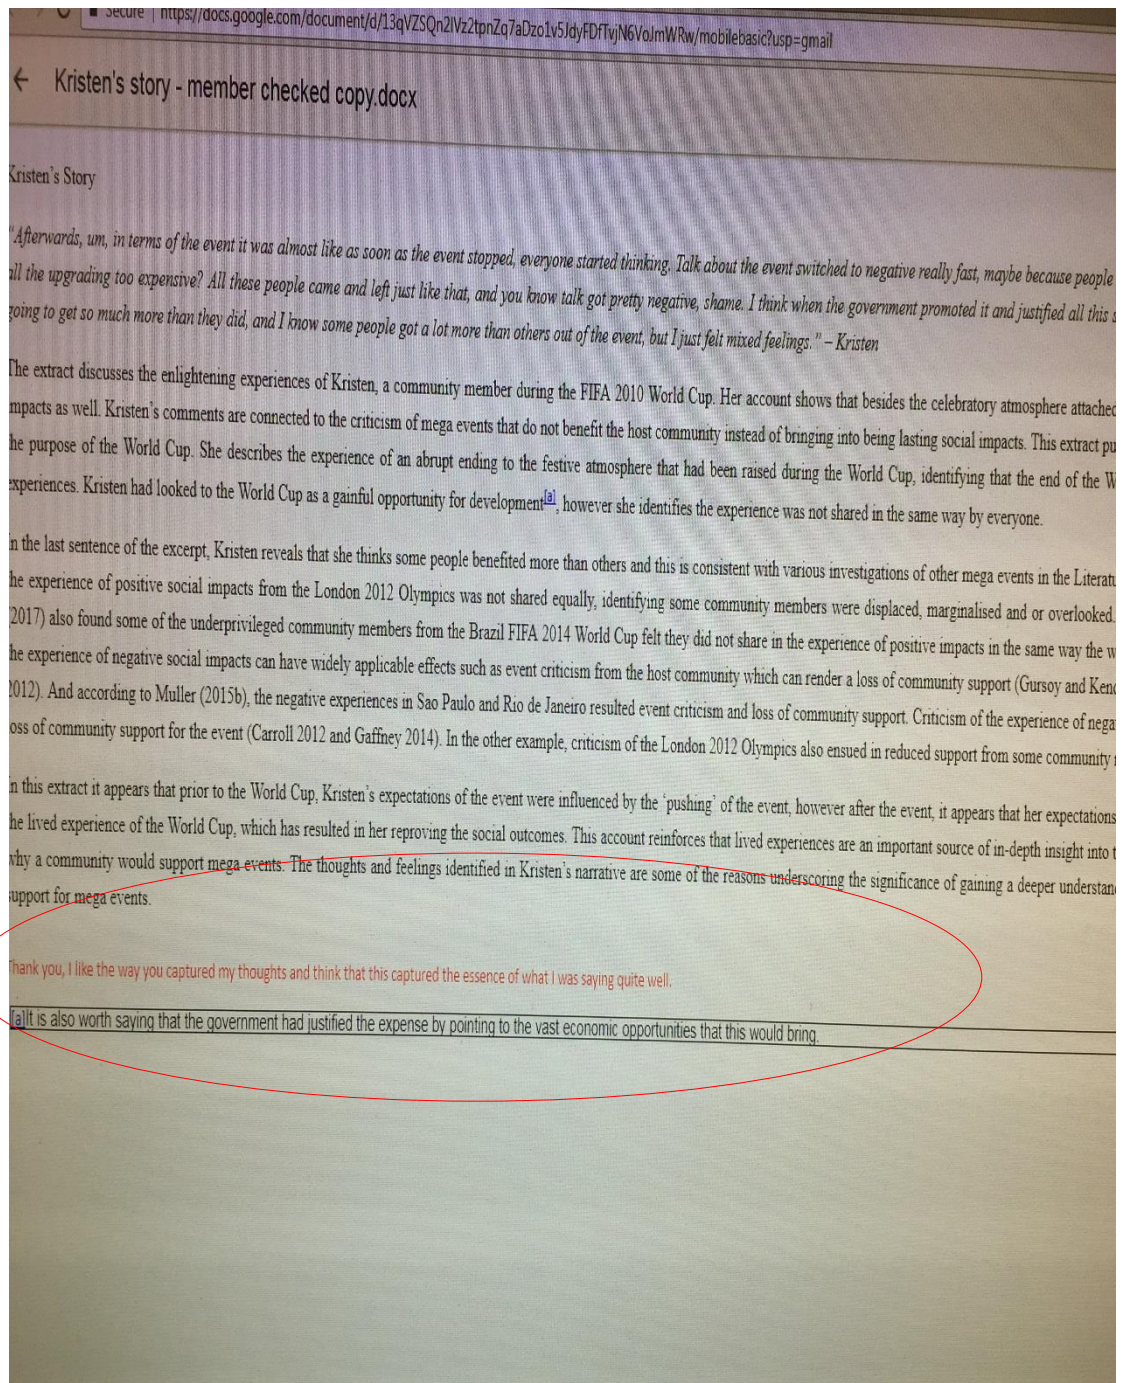 Secure | https://docs.google.com/document/d/13qVZSQn2lVz2tpnZq7aDzo1v5JdyFDfTvjN6VoJmWRw/mobilebasic?usp=gmail
← Kristen's story - member checked copy.docx
Kristen's Story
"Afterwards, um, in terms of the event it was almost like as soon as the event stopped, everyone started thinking. Talk about the event switched to negative really fast, maybe because people
all the upgrading too expensive? All these people came and left just like that, and you know talk got pretty negative, shame. I think when the government promoted it and justified all this s
going to get so much more than they did, and I know some people got a lot more than others out of the event, but I just felt mixed feelings." – Kristen
The extract discusses the enlightening experiences of Kristen, a community member during the FIFA 2010 World Cup. Her account shows that besides the celebratory atmosphere attached
mpacts as well. Kristen's comments are connected to the criticism of mega events that do not benefit the host community instead of bringing into being lasting social impacts. This extract pu
he purpose of the World Cup. She describes the experience of an abrupt ending to the festive atmosphere that had been raised during the World Cup, identifying that the end of the W
experiences. Kristen had looked to the World Cup as a gainful opportunity for development[a], however she identifies the experience was not shared in the same way by everyone.
n the last sentence of the excerpt, Kristen reveals that she thinks some people benefited more than others and this is consistent with various investigations of other mega events in the Literatu
he experience of positive social impacts from the London 2012 Olympics was not shared equally, identifying some community members were displaced, marginalised and or overlooked.
2017) also found some of the underprivileged community members from the Brazil FIFA 2014 World Cup felt they did not share in the experience of positive impacts in the same way the w
he experience of negative social impacts can have widely applicable effects such as event criticism from the host community which can render a loss of community support (Gursoy and Kend
2012). And according to Muller (2015b), the negative experiences in Sao Paulo and Rio de Janeiro resulted event criticism and loss of community support. Criticism of the experience of nega
oss of community support for the event (Carroll 2012 and Gaffney 2014). In the other example, criticism of the London 2012 Olympics also ensued in reduced support from some community
n this extract it appears that prior to the World Cup, Kristen's expectations of the event were influenced by the 'pushing' of the event, however after the event, it appears that her expectations
he lived experience of the World Cup, which has resulted in her reproving the social outcomes. This account reinforces that lived experiences are an important source of in-depth insight into t
why a community would support mega events. The thoughts and feelings identified in Kristen's narrative are some of the reasons underscoring the significance of gaining a deeper understand
support for mega events.
Thank you, I like the way you captured my thoughts and think that this captured the essence of what I was saying quite well.
[a]It is also worth saying that the government had justified the expense by pointing to the vast economic opportunities that this would bring.